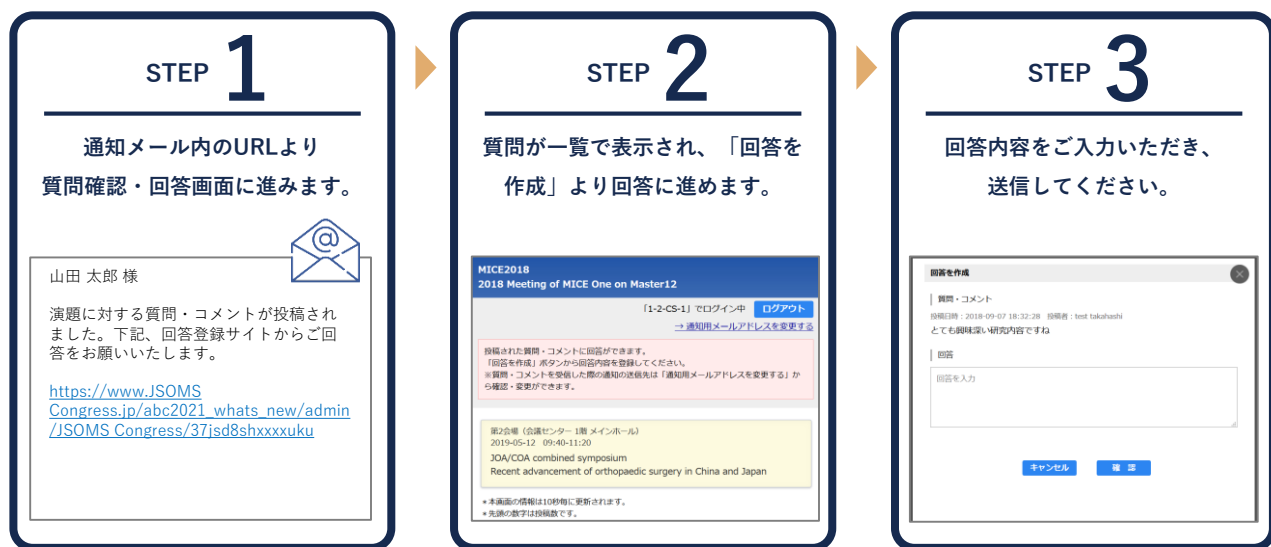 STEP 1
通知メール内のURLより
質問確認・回答画面に進みます。
@
山田 太郎 様
演題に対する質問・コメントが投稿され
ました。下記、回答登録サイトからご回
答をお願いいたします。
https://www.JSOMS
Congress.jp/abc2021_whats_new/admin
/JSOMS Congress/37jsd8shxxxxuku
STEP 2
質問が一覧で表示され、「回答を
作成」より回答に進めます。
MICE2018
2018 Meeting of MICE One on Master12
「1-2-CS-1」でログイン中 ログアウト
→ 通知用メールアドレスを変更する
投稿された質問・コメントに回答ができます。
「回答を作成」ボタンから回答内容を登録してください。
※質問・コメントを受信した際の通知の送信先は「通知用メールアドレスを変更する」か
ら確認・変更ができます。
第2会場（会議センター 1階 メインホール）
2019-05-12 09:40-11:20
JOA/COA combined symposium
Recent advancement of orthopaedic surgery in China and Japan
*本画面の情報は10秒毎に更新されます。
*先頭の数字は投稿数です。
STEP 3
回答内容をご入力いただき、
送信してください。
回答を作成
質問・コメント
投稿日時：2018-09-07 18:32:28 投稿者：test takahashi
とても興味深い研究内容ですね
回答
回答を入力
キャンセル 確 認